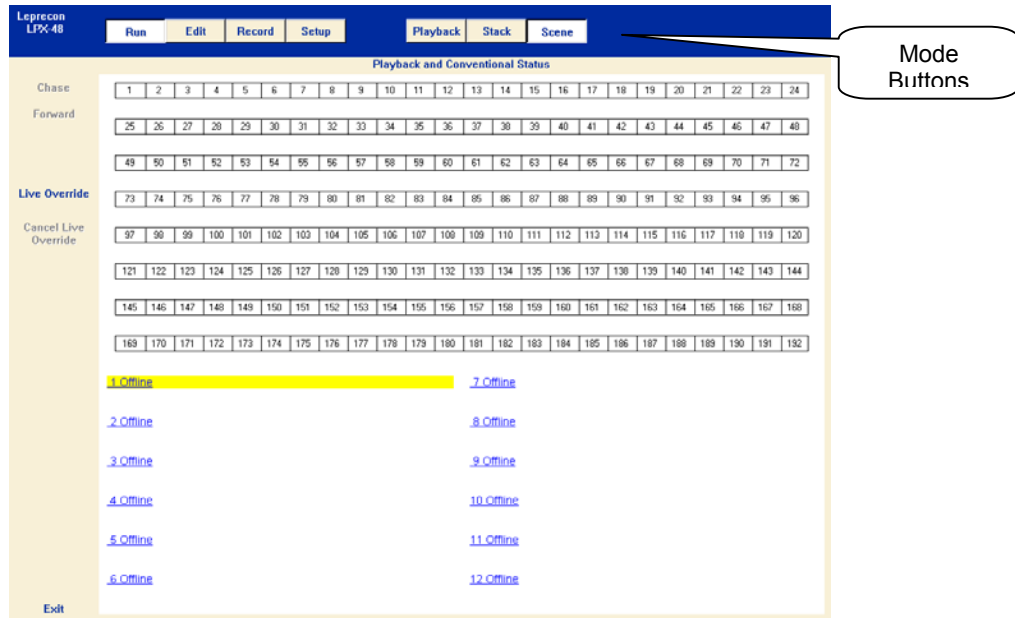 Leprecon
LPX-48
Run Edit Record Setup Playback Stack Scene
Mode
Buttons
Playback and Conventional Status
Chase
Forward
Live Override
Cancel Live
Override
Exit
1 2 3 4 5 6 7 8 9 10 11 12 13 14 15 16 17 18 19 20 21 22 23 24
25 26 27 28 29 30 31 32 33 34 35 36 37 38 39 40 41 42 43 44 45 46 47 48
49 50 51 52 53 54 55 56 57 58 59 60 61 62 63 64 65 66 67 68 69 70 71 72
73 74 75 76 77 78 79 80 81 82 83 84 85 86 87 88 89 90 91 92 93 94 95 96
97 98 99 100 101 102 103 104 105 106 107 108 109 110 111 112 113 114 115 116 117 118 119 120
121 122 123 124 125 126 127 128 129 130 131 132 133 134 135 136 137 138 139 140 141 142 143 144
145 146 147 148 149 150 151 152 153 154 155 156 157 158 159 160 161 162 163 164 165 166 167 168
169 170 171 172 173 174 175 176 177 178 179 180 181 182 183 184 185 186 187 188 189 190 191 192
1 Offline
2 Offline
3 Offline
4 Offline
5 Offline
6 Offline
7 Offline
8 Offline
9 Offline
10 Offline
11 Offline
12 Offline